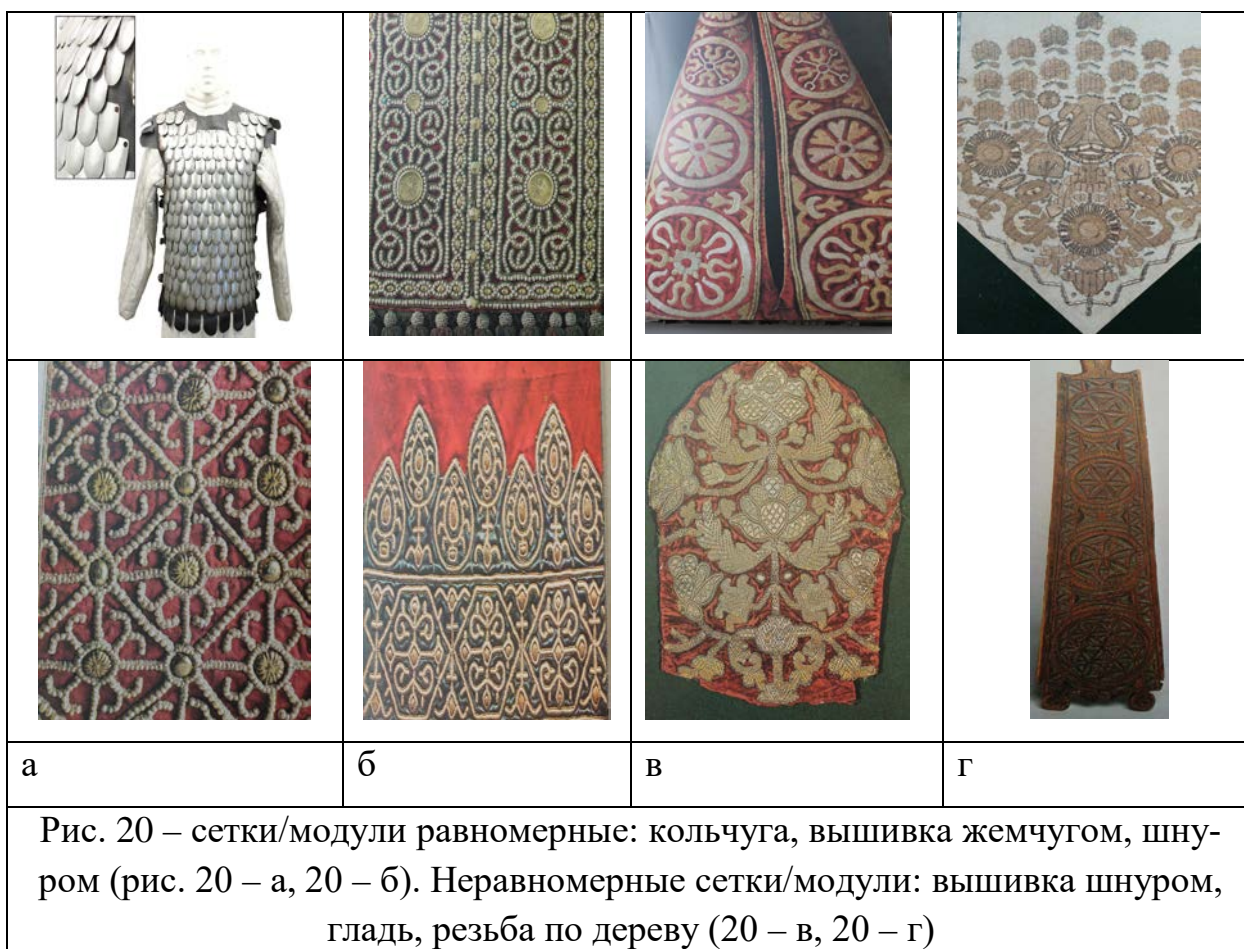 а
б
в
г
Рис. 20 – сетки/модули равномерные: кольчуга, вышивка жемчугом, шну-
ром (рис. 20 – а, 20 – б). Неравномерные сетки/модули: вышивка шнуром,
гладь, резьба по дереву (20 – в, 20 – г)